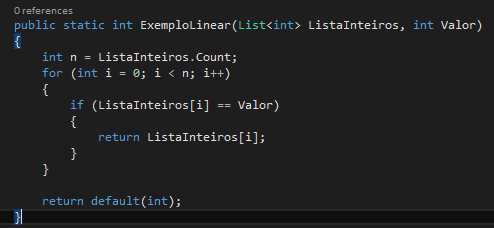 0 references
public static int ExemploLinear(List<int> ListaInteiros, int Valor)
{
    int n = ListaInteiros.Count;
    for (int i = 0; i < n; i++)
    {
        if (ListaInteiros[i] == Valor)
        {
            return ListaInteiros[i];
        }
    }

    return default(int);
}